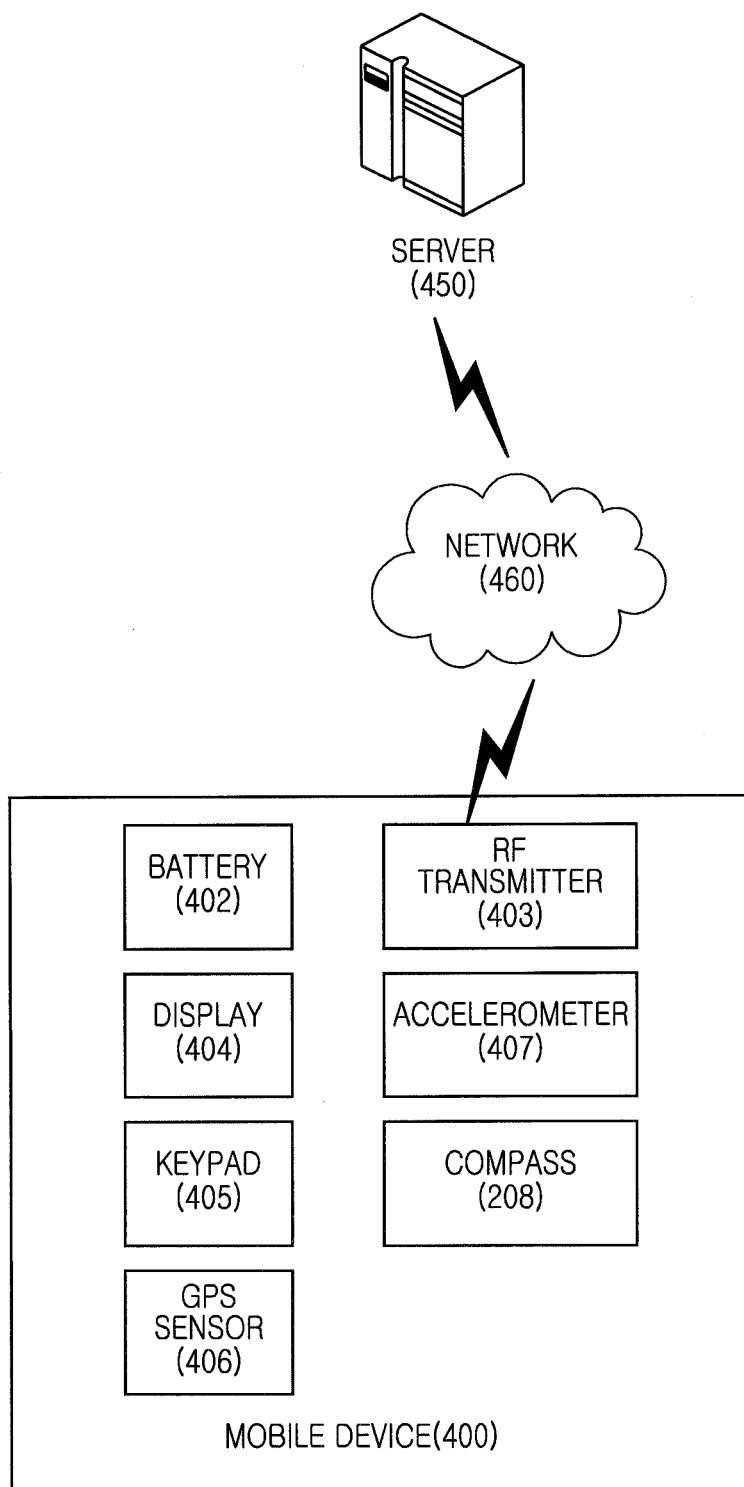 SERVER
(450)
NETWORK
(460)
BATTERY
(402)
RF
TRANSMITTER
(403)
DISPLAY
(404)
ACCELEROMETER
(407)
KEYPAD
(405)
COMPASS
(208)
GPS
SENSOR
(406)
MOBILE DEVICE(400)